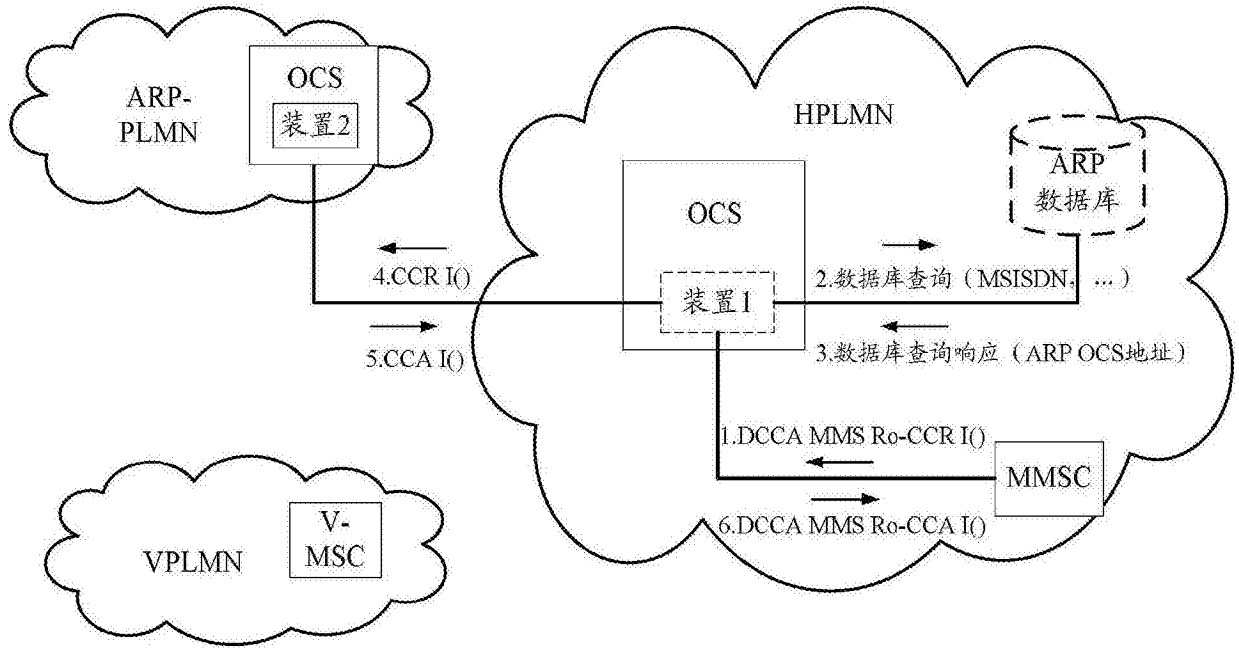 ARP-
PLMN
OCS
装置2
HPLMN
ARP
数据库
OCS
装置1
4.CCR I()
5.CCA I()
2.数据库查询（MSISDN，...）
3.数据库查询响应（ARP OCS地址）
1.DCCA MMS Ro-CCR I()
6.DCCA MMS Ro-CCA I()
MMSC
VPLMN
V-
MSC